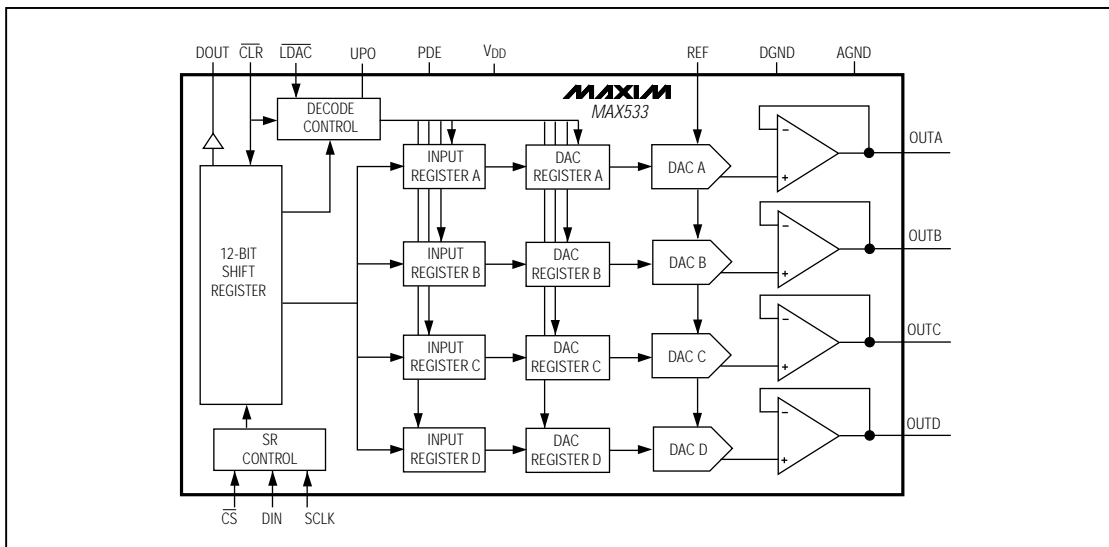 DOUT CLR LDAC UPO PDE VDD REF DGND AGND
MAXIM
MAX533
DECODE
CONTROL
INPUT
REGISTER A
DAC
REGISTER A
DAC A
OUTA
12-BIT
SHIFT
REGISTER
INPUT
REGISTER B
DAC
REGISTER B
DAC B
OUTB
INPUT
REGISTER C
DAC
REGISTER C
DAC C
OUTC
SR
CONTROL
INPUT
REGISTER D
DAC
REGISTER D
DAC D
OUTD
CS DIN SCLK
- +
- +
- +
- +